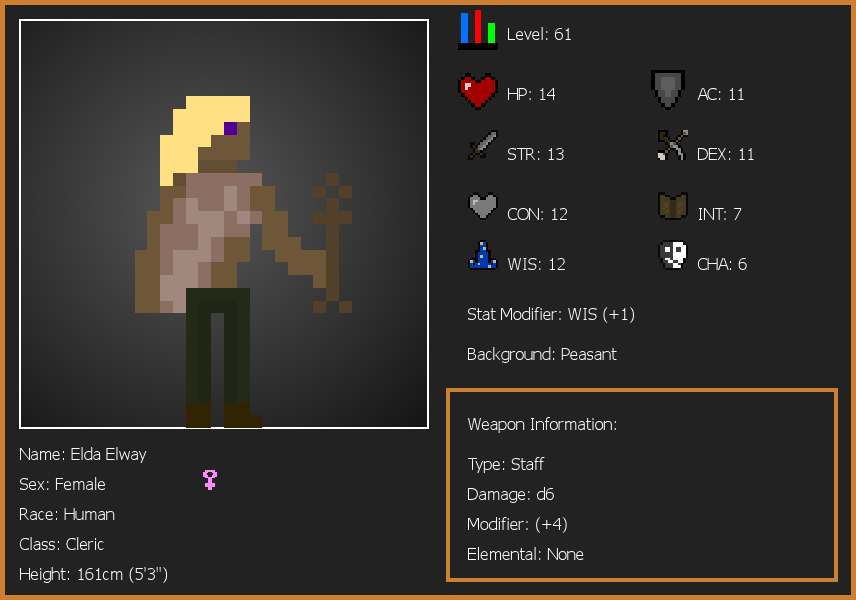 Level: 61
HP: 14
AC: 11
STR: 13
DEX: 11
CON: 12
INT: 7
WIS: 12
CHA: 6
Stat Modifier: WIS (+1)
Background: Peasant
Weapon Information:
Type: Staff
Damage: d6
Modifier: (+4)
Elemental: None
Name: Elda Elway
Sex: Female
Race: Human
Class: Cleric
Height: 161cm (5'3")